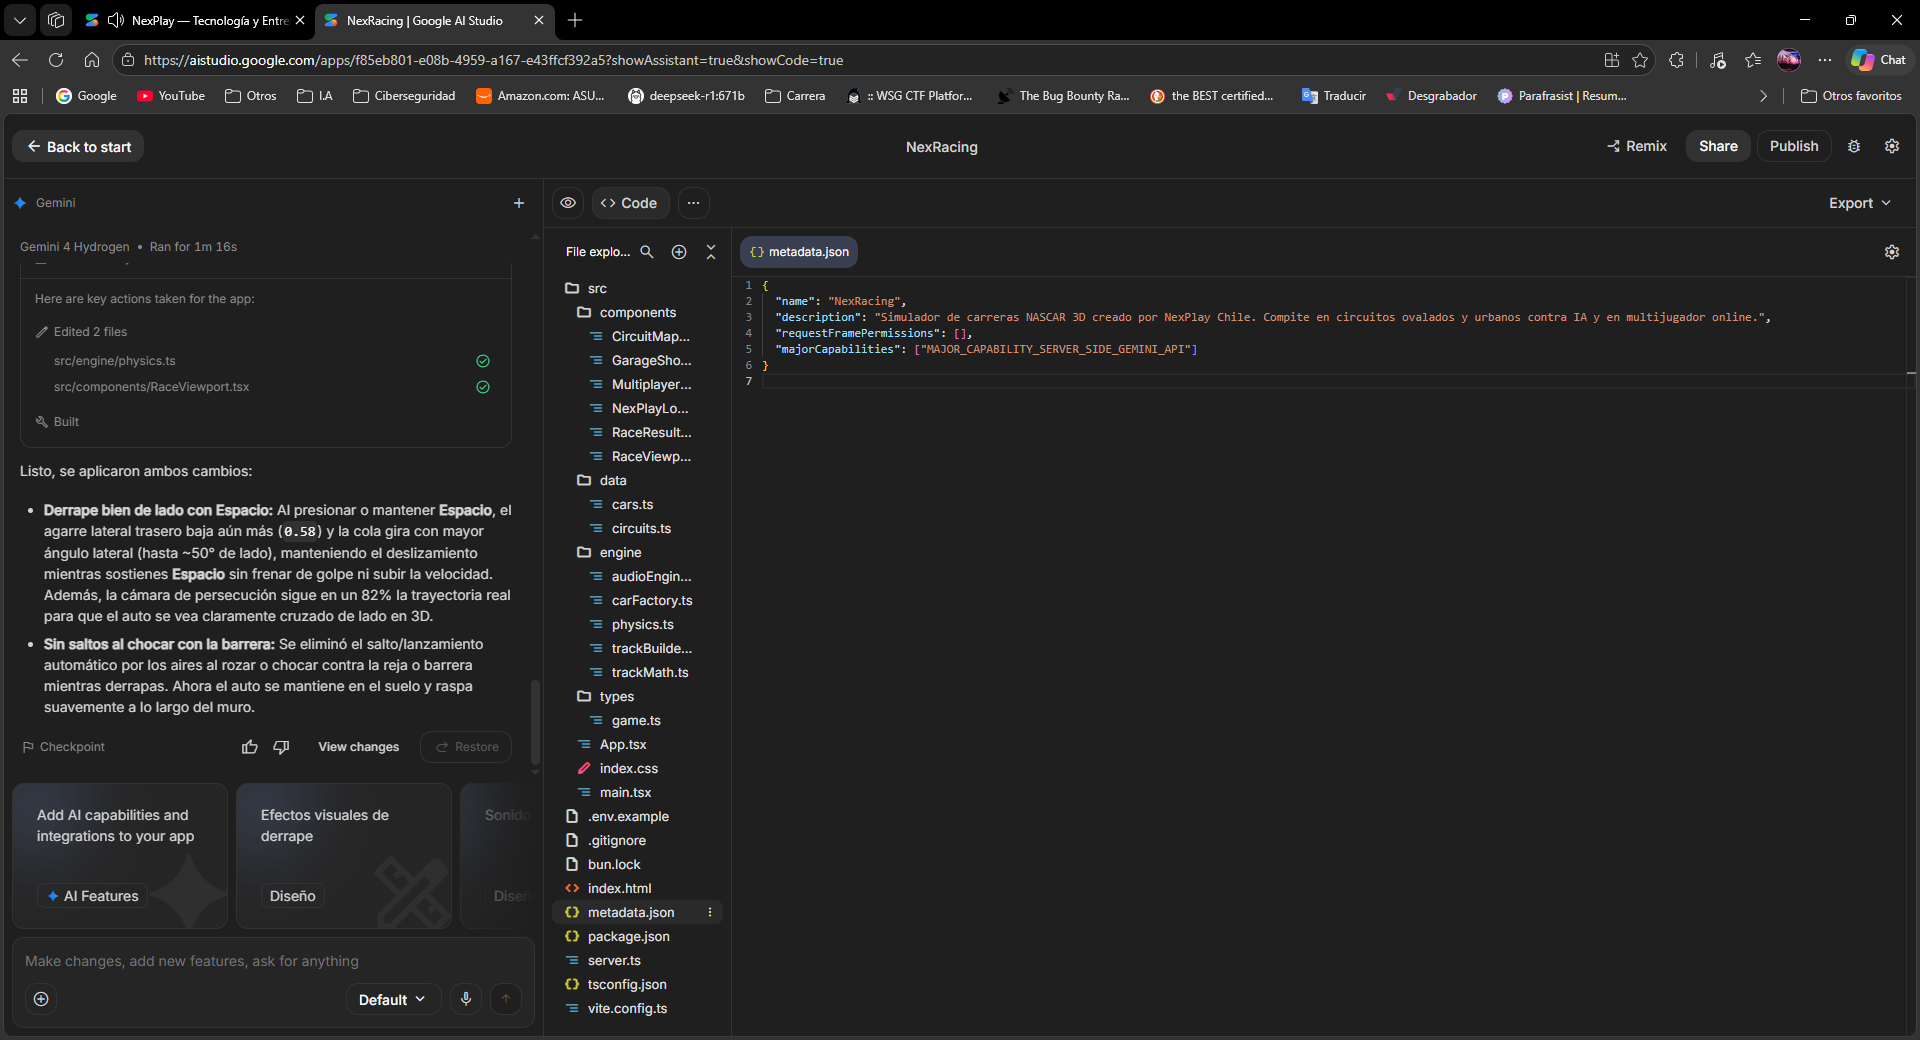 NexPlay — Tecnología y Entre
NexRacing | Google AI Studio
https://aistudio.google.com/apps/f85eb801-e08b-4959-a167-e43ffcf392a5?showAssistant=true&showCode=true
Chat
Google
YouTube
Otros
I.A
Ciberseguridad
Amazon.com: ASU...
deepseek-r1:671b
Carrera
:: WSG CTF Platfor...
The Bug Bounty Ra...
the BEST certified...
Traducir
Desgrabador
Parafrasist | Resum...
Otros favoritos
Back to start
NexRacing
Remix
Share
Publish
Gemini
Code
Export
Gemini 4 Hydrogen • Ran for 1m 16s
Here are key actions taken for the app:
Edited 2 files
src/engine/physics.ts
src/components/RaceViewport.tsx
Built
Listo, se aplicaron ambos cambios:
• Derrape bien de lado con Espacio: Al presionar o mantener Espacio, el
agarre lateral trasero baja aún más (0.58) y la cola gira con mayor
ángulo lateral (hasta ~50° de lado), manteniendo el deslizamiento
mientras sostienes Espacio sin frenar de golpe ni subir la velocidad.
Además, la cámara de persecución sigue en un 82% la trayectoria real
para que el auto se vea claramente cruzado de lado en 3D.
• Sin saltos al chocar con la barrera: Se eliminó el salto/lanzamiento
automático por los aires al rozar o chocar contra la reja o barrera
mientras derrapas. Ahora el auto se mantiene en el suelo y raspa
suavemente a lo largo del muro.
Checkpoint
View changes
Restore
Add AI capabilities and
integrations to your app
AI Features
Efectos visuales de
derrape
Diseño
Sonido
Diseñ
Make changes, add new features, ask for anything
Default
File explo...
src
components
CircuitMap...
GarageSho...
Multiplayer...
NexPlayLo...
RaceResult...
RaceViewp...
data
cars.ts
circuits.ts
engine
audioEngin...
carFactory.ts
physics.ts
trackBuilde...
trackMath.ts
types
game.ts
App.tsx
index.css
main.tsx
.env.example
.gitignore
bun.lock
index.html
metadata.json
package.json
server.ts
tsconfig.json
vite.config.ts
{} metadata.json
1 {
2 "name": "NexRacing",
3 "description": "Simulador de carreras NASCAR 3D creado por NexPlay Chile. Compite en circuitos ovalados y urbanos contra IA y en multijugador online.",
4 "requestFramePermissions": [],
5 "majorCapabilities": ["MAJOR_CAPABILITY_SERVER_SIDE_GEMINI_API"]
6 }
7